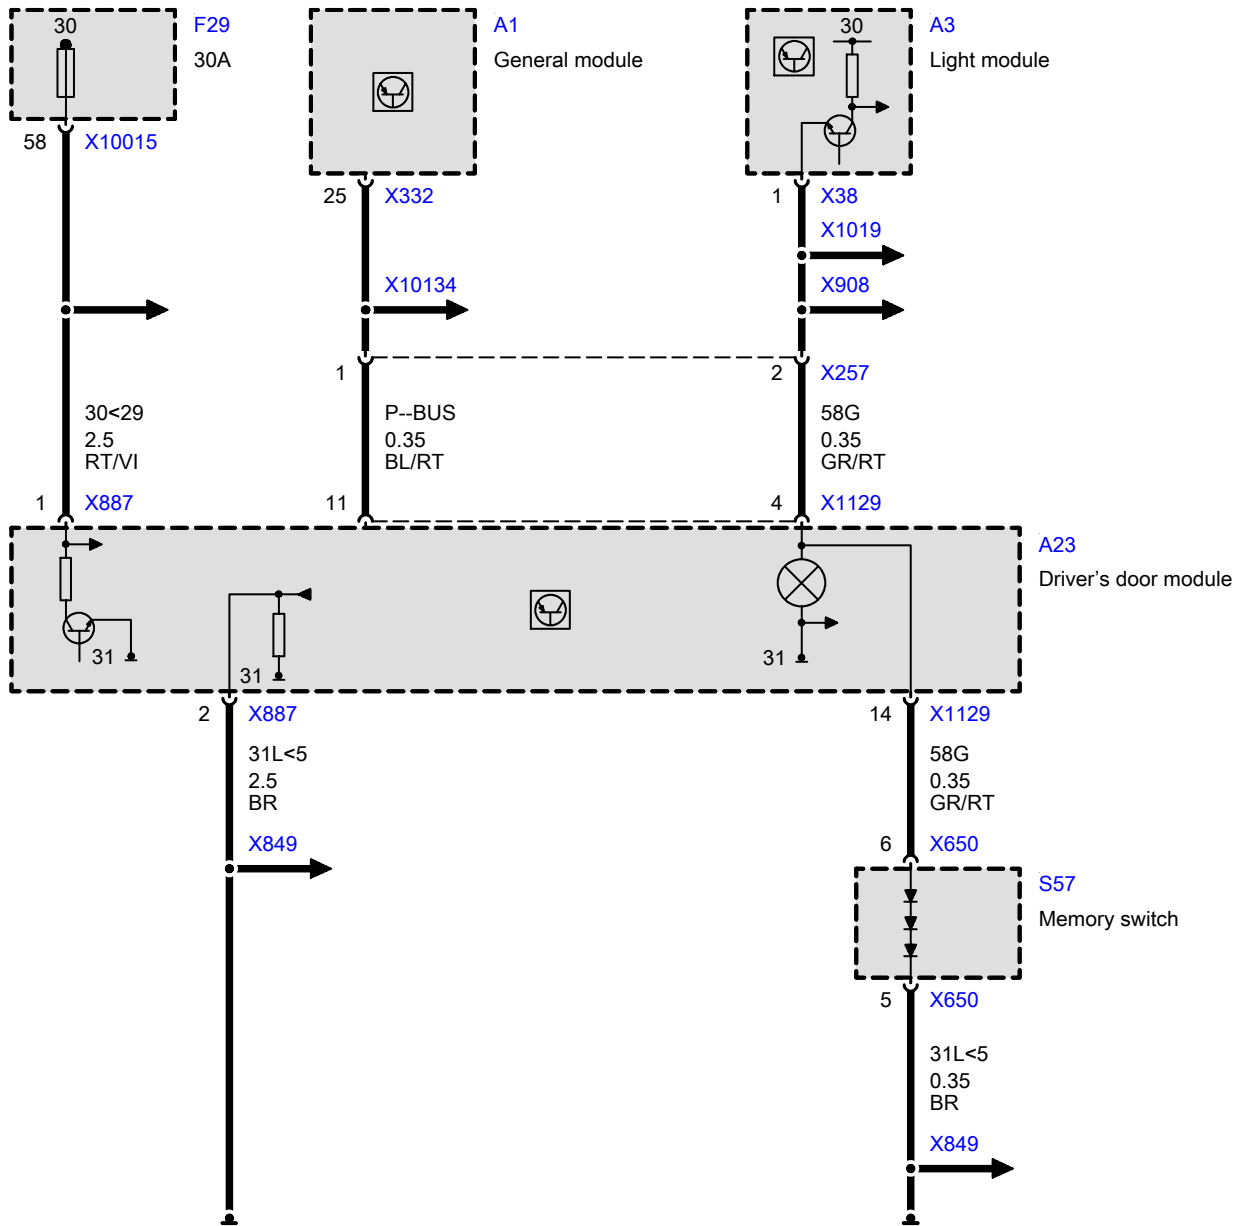 30
F29
30A
A1
General module
30
A3
Light module
58
X10015
25
X332
1
X38
X1019
X10134
X908
1
2
X257
30<29
2.5
RT/VI
P--BUS
0.35
BL/RT
58G
0.35
GR/RT
1
X887
11
4
X1129
A23
Driver’s door module
31
31
31
2
X887
14
X1129
31L<5
2.5
BR
58G
0.35
GR/RT
X849
6
X650
S57
Memory switch
5
X650
31L<5
0.35
BR
X849